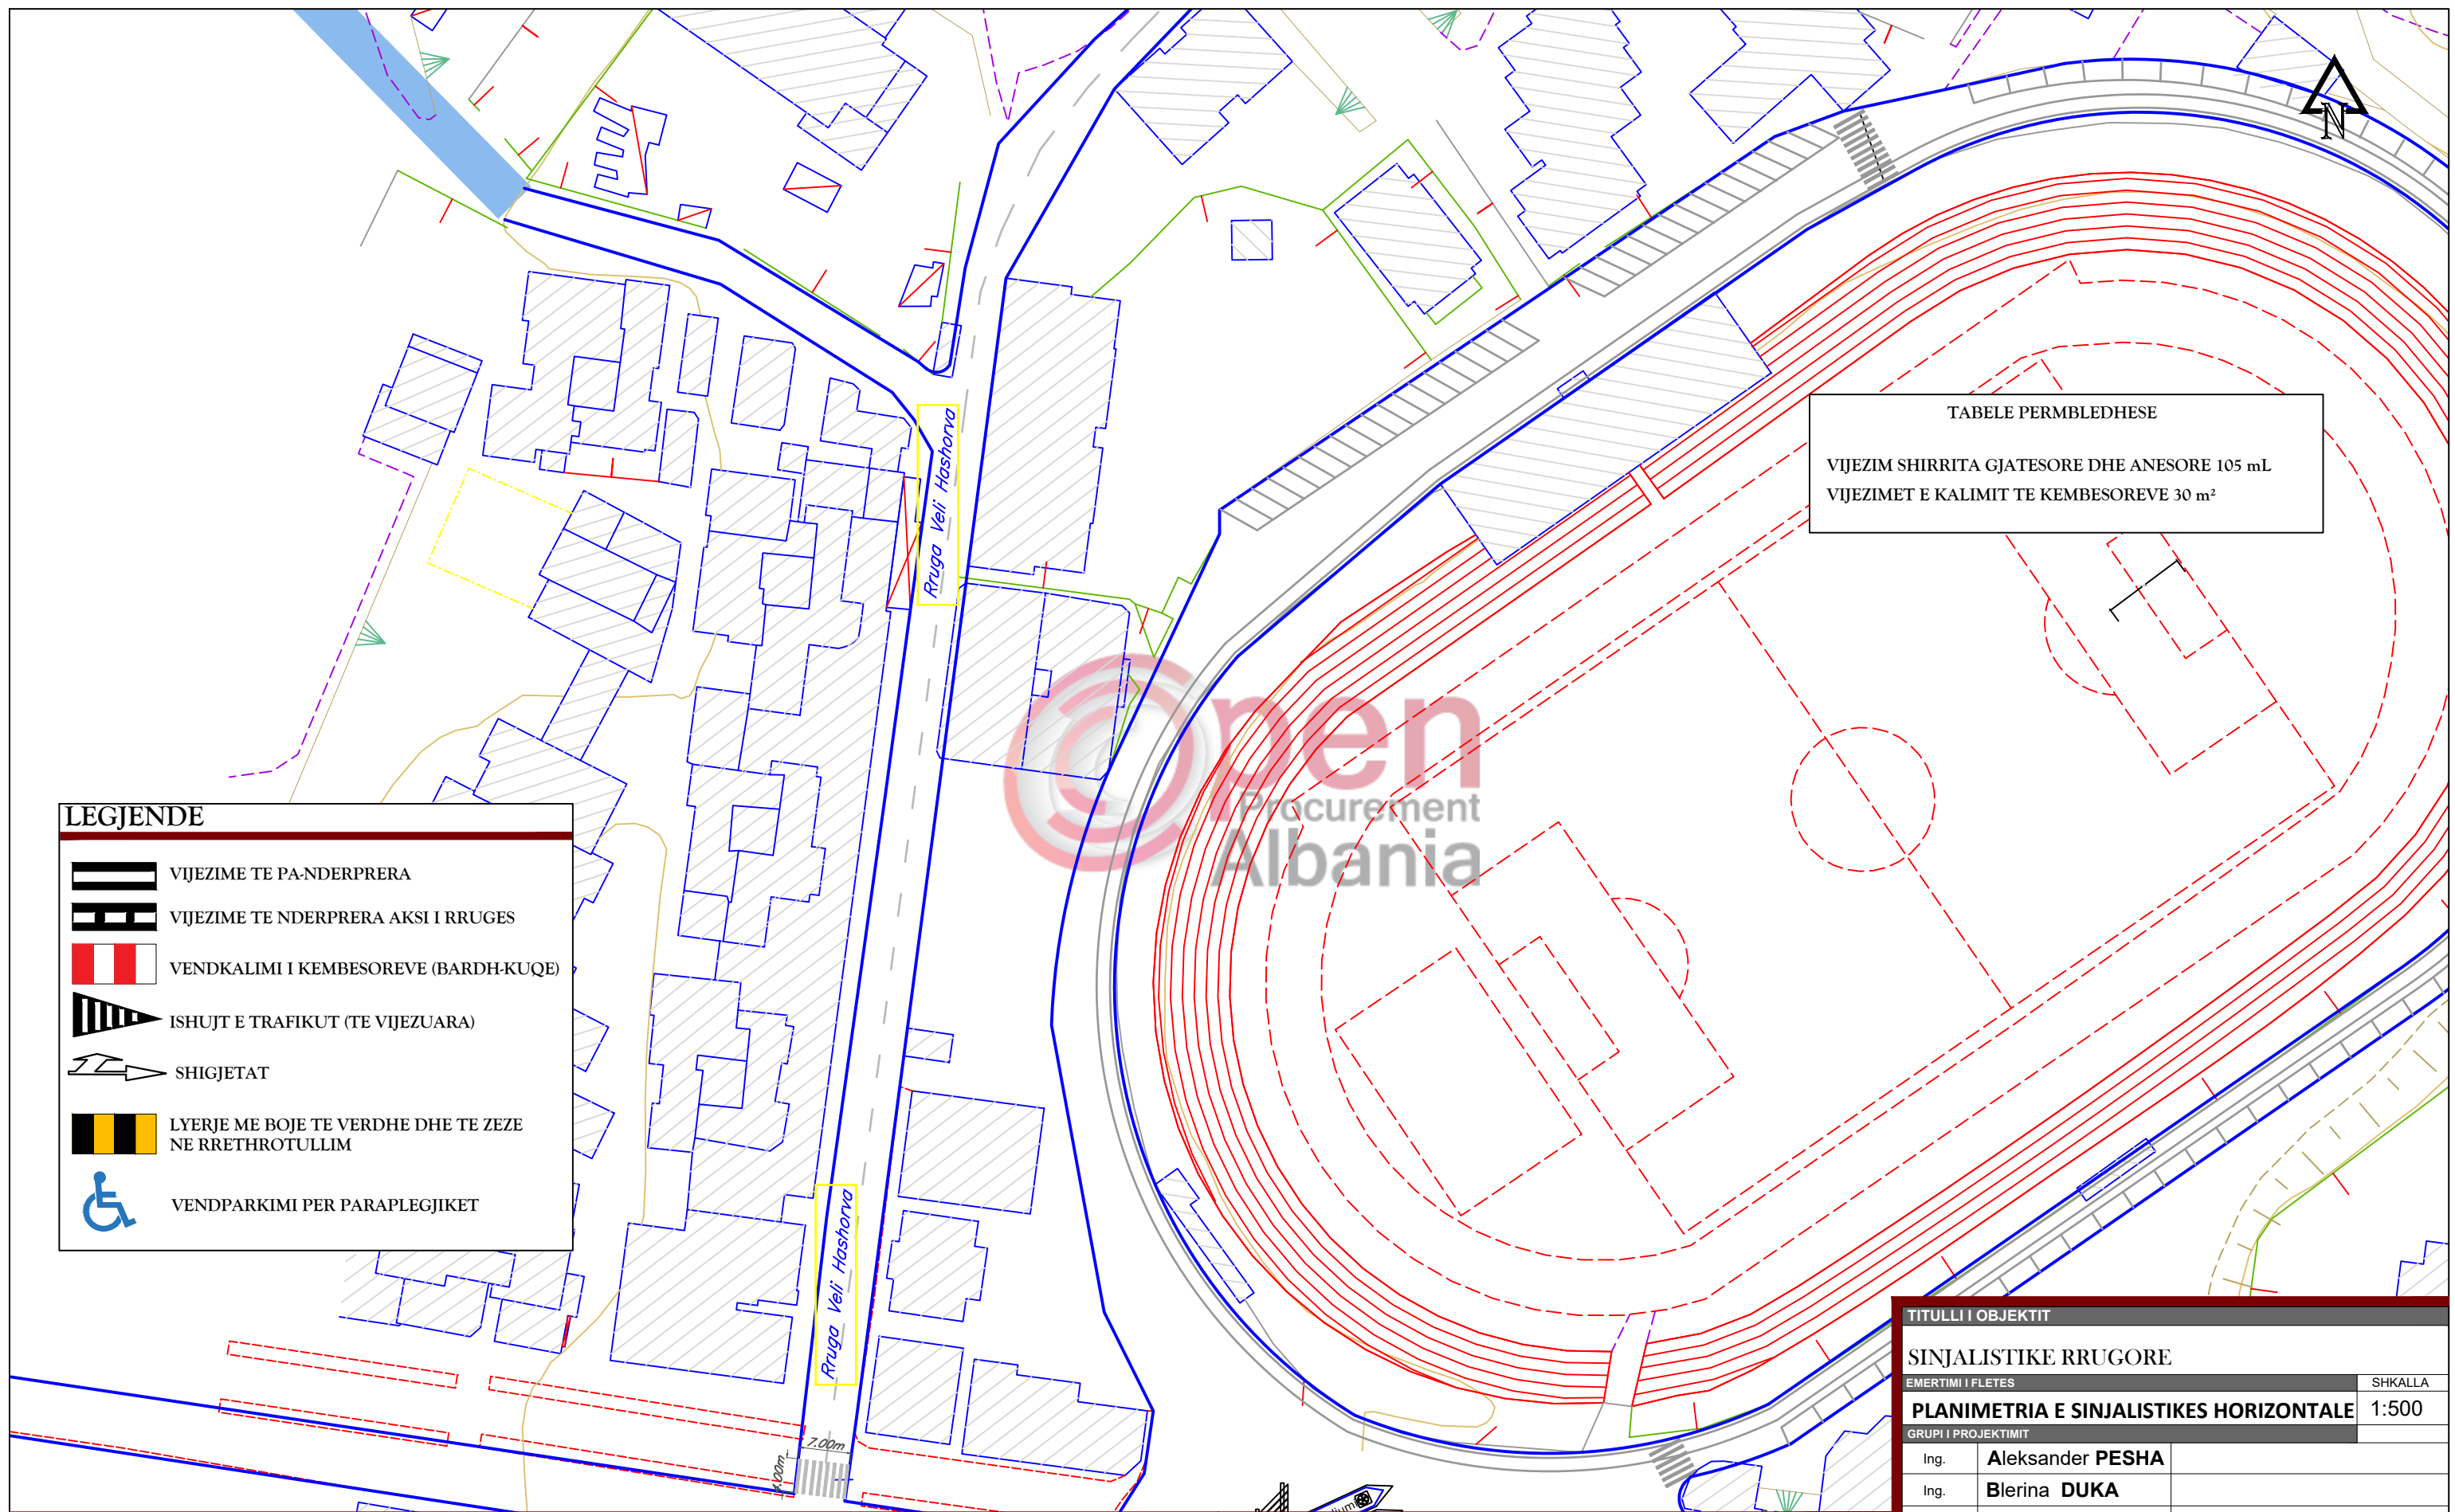 N
TABELE PERMBLEDHESE
VIJEZIM SHIRRITA GJATESORE DHE ANESORE 105 mL
VIJEZIMET E KALIMIT TE KEMBESOREVE 30 m²
Rruga Veli Hashorva
Open
Procurement
Albania
LEGJENDE
VIJEZIME TE PA-NDERPRERA
VIJEZIME TE NDERPRERA AKSI I RRUGES
VENDKALIMI I KEMBESOREVE (BARDH-KUQE)
ISHUJT E TRAFIKUT (TE VIJEZUARA)
SHIGJETAT
LYERJE ME BOJE TE VERDHE DHE TE ZEZE
NE RRETHROTULLIM
VENDPARKIMI PER PARAPLEGJIKET
Rruga Veli Hashorva
7.00m
4.00m
TITULLI I OBJEKTIT
SINJALISTIKE RRUGORE
EMERTIMI I FLETES
SHKALLA
PLANIMETRIA E SINJALISTIKES HORIZONTALE
1:500
GRUPI I PROJEKTIMIT
Ing. Aleksander PESHA
Ing. Blerina DUKA